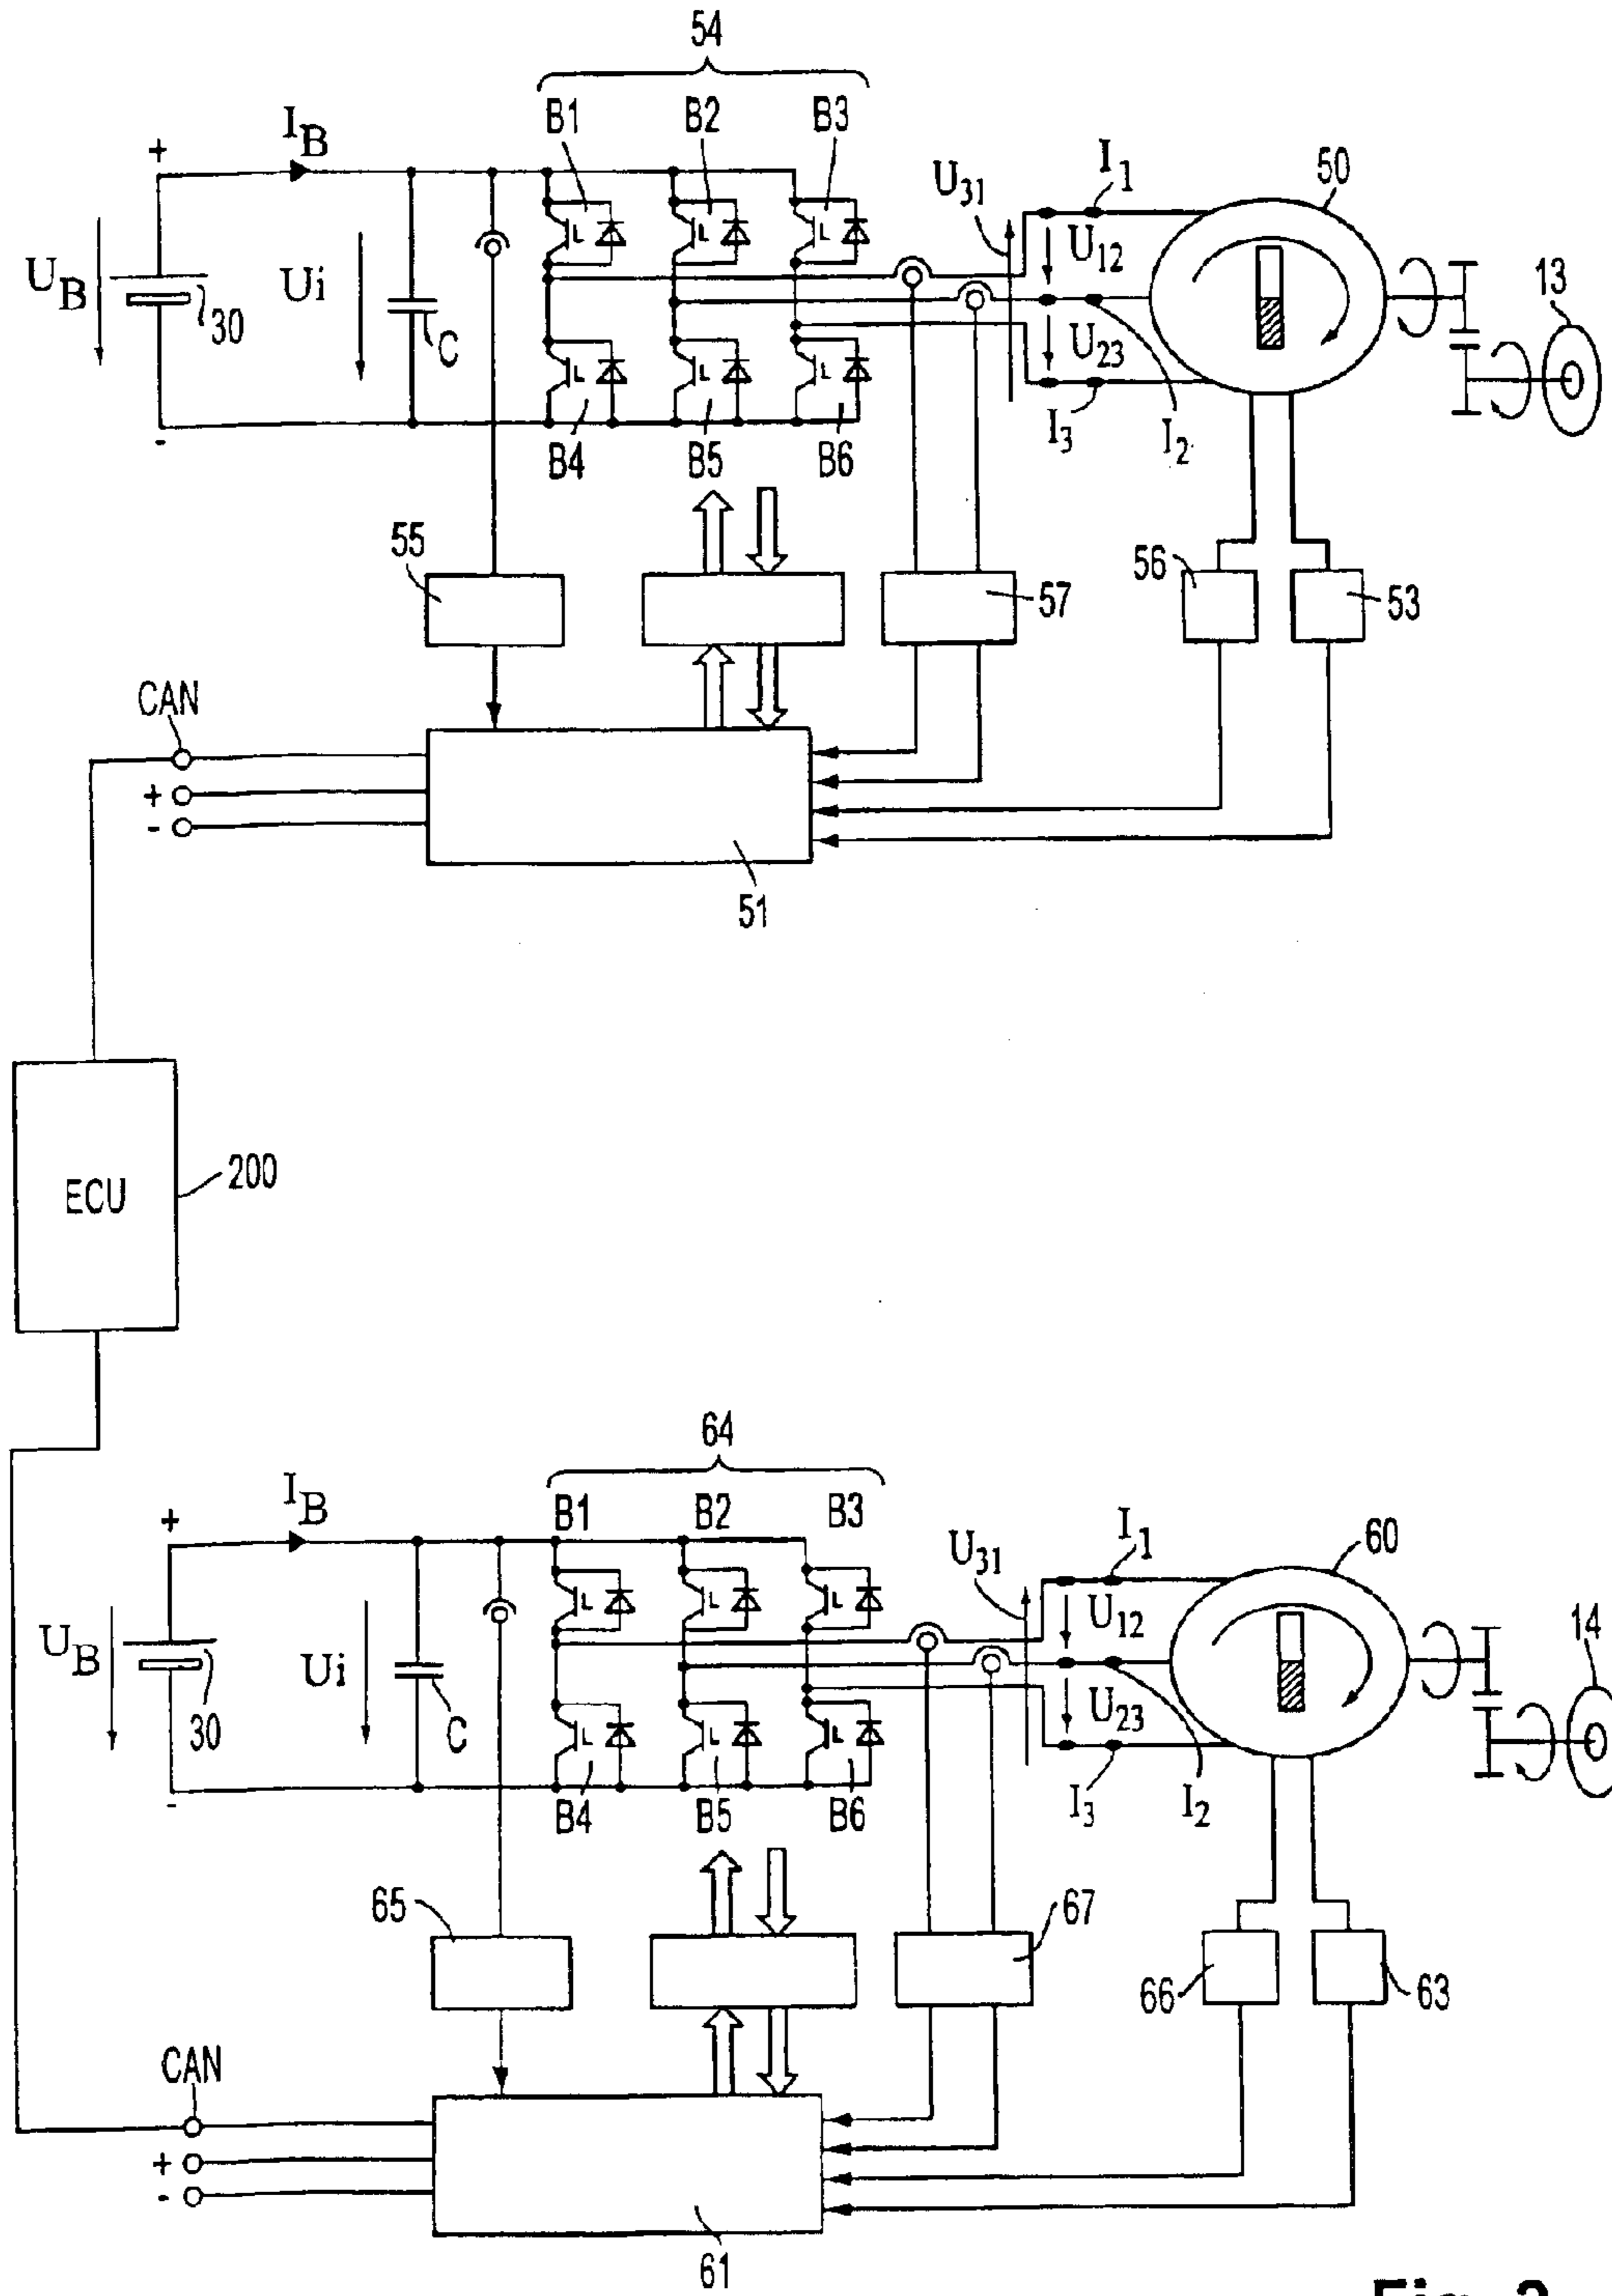 54
B1 B2 B3
I_B
+
U_31
I_1
50
U_B
30
Ui
C
L L L
U_12
13
U_23
L L L
-
B4 B5 B6
I_3
I_2
55
57
56
53
CAN
+
-
51
ECU
200
64
B1 B2 B3
I_B
+
U_31
I_1
60
U_B
30
Ui
C
L L L
U_12
14
U_23
L L L
-
B4 B5 B6
I_3
I_2
65
67
66
63
CAN
+
-
61